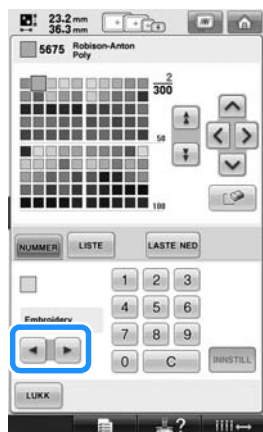 23.2 mm
36.3 mm
5675 Robison-Anton
Poly
2
300
50
100
NUMMER LISTE LASTE NED
1 2 3
Embroidery
4 5 6
7 8 9
0 C INNSTILL
LUKK
?